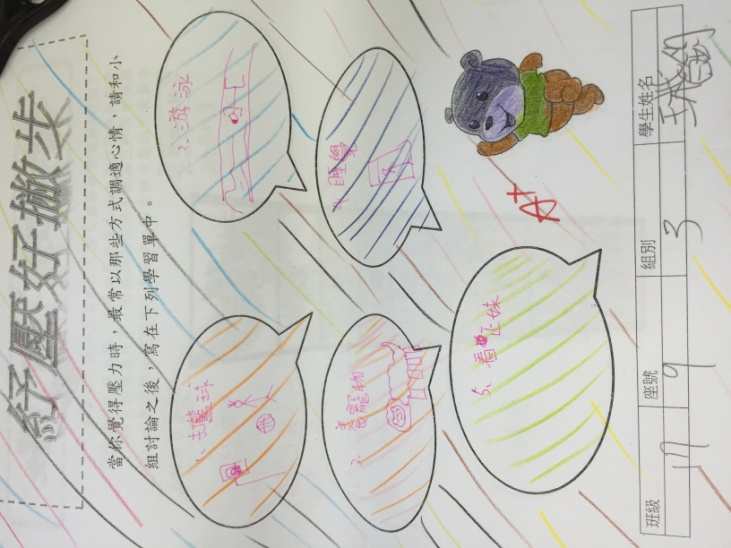 紓壓好撇步
當你覺得壓力時，最常以那些方式調適心情，請和小
組討論之後，寫在下列學習單中。
1、打籃球
2、游泳
2、養寵物
4、睡覺
5、看正妹
A+
班級 17 座號 9 組別 3 學生姓名